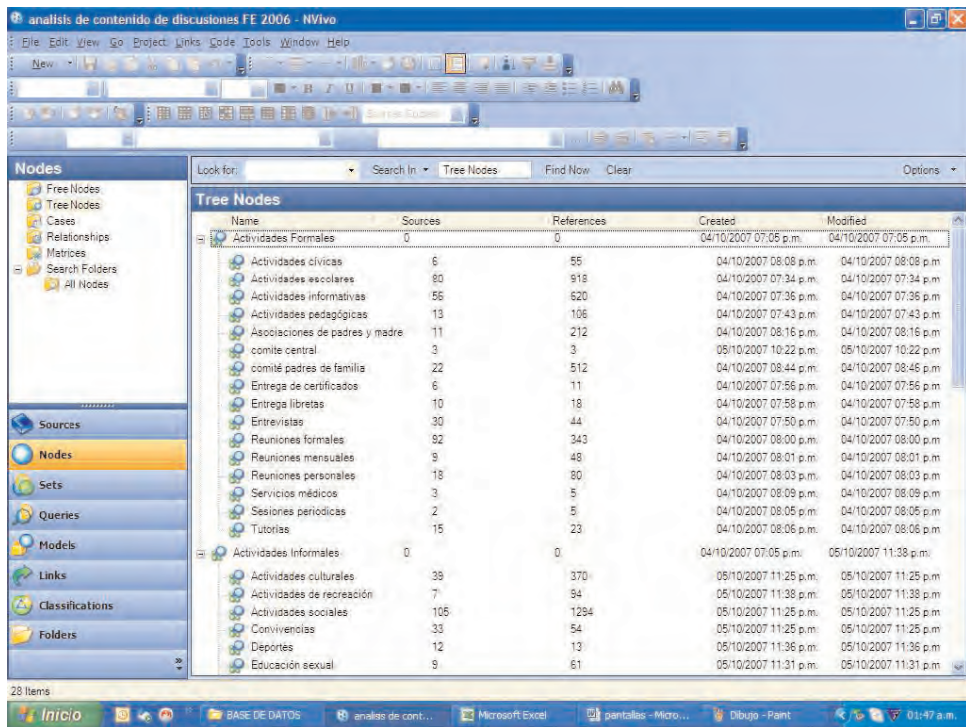 analisis de contenido de discusiones FE 2006 - NVivo
File Edit View Go Project Links Code Tools Window Help
New
Nodes
Free Nodes
Tree Nodes
Cases
Relationships
Matrices
Search Folders
All Nodes
Sources
Nodes
Sets
Queries
Models
Links
Classifications
Folders
Look for: Search In Tree Nodes Find Now Clear Options
Tree Nodes
Name Sources References Created Modified
Actividades Formales 0 0 04/10/2007 07:05 p.m. 04/10/2007 07:05 p.m.
Actividades cívicas 6 55 04/10/2007 08:08 p.m. 04/10/2007 08:08 p.m
Actividades escolares 80 918 04/10/2007 07:34 p.m. 04/10/2007 07:34 p.m
Actividades informativas 56 620 04/10/2007 07:36 p.m. 04/10/2007 07:36 p.m
Actividades pedagógicas 13 106 04/10/2007 07:43 p.m. 04/10/2007 07:43 p.m
Asociaciones de padres y madre 11 212 04/10/2007 08:16 p.m. 04/10/2007 08:16 p.m
comite central 3 3 05/10/2007 10:22 p.m. 05/10/2007 10:22 p.m
comité padres de familia 22 512 04/10/2007 08:44 p.m. 04/10/2007 08:46 p.m
Entrega de certificados 6 11 04/10/2007 07:56 p.m. 04/10/2007 07:56 p.m
Entrega libretas 10 18 04/10/2007 07:58 p.m. 04/10/2007 07:58 p.m
Entrevistas 30 44 04/10/2007 07:50 p.m. 04/10/2007 07:50 p.m
Reuniones formales 92 343 04/10/2007 08:00 p.m. 04/10/2007 08:00 p.m
Reuniones mensuales 9 48 04/10/2007 08:01 p.m. 04/10/2007 08:01 p.m
Reuniones personales 18 80 04/10/2007 08:03 p.m. 04/10/2007 08:03 p.m
Servicios médicos 3 5 04/10/2007 08:09 p.m. 04/10/2007 08:09 p.m
Sesiones periodicas 2 5 04/10/2007 08:05 p.m. 04/10/2007 08:05 p.m
Tutorias 15 23 04/10/2007 08:06 p.m. 04/10/2007 08:06 p.m
Actividades Informales 0 0 04/10/2007 07:05 p.m. 05/10/2007 11:38 p.m.
Actividades culturales 39 370 05/10/2007 11:25 p.m. 05/10/2007 11:25 p.m
Actividades de recreación 7 94 05/10/2007 11:38 p.m. 05/10/2007 11:38 p.m
Actividades sociales 105 1294 05/10/2007 11:25 p.m. 05/10/2007 11:25 p.m
Convivencias 33 54 05/10/2007 11:25 p.m. 05/10/2007 11:25 p.m
Deportes 12 13 05/10/2007 11:36 p.m. 05/10/2007 11:36 p.m
Educación sexual 9 61 05/10/2007 11:31 p.m. 05/10/2007 11:31 p.m
28 Items
Inicio BASE DE DATOS analisis de cont... Microsoft Excel pantallas - Micro... Dibujo - Paint 01:47 a.m.